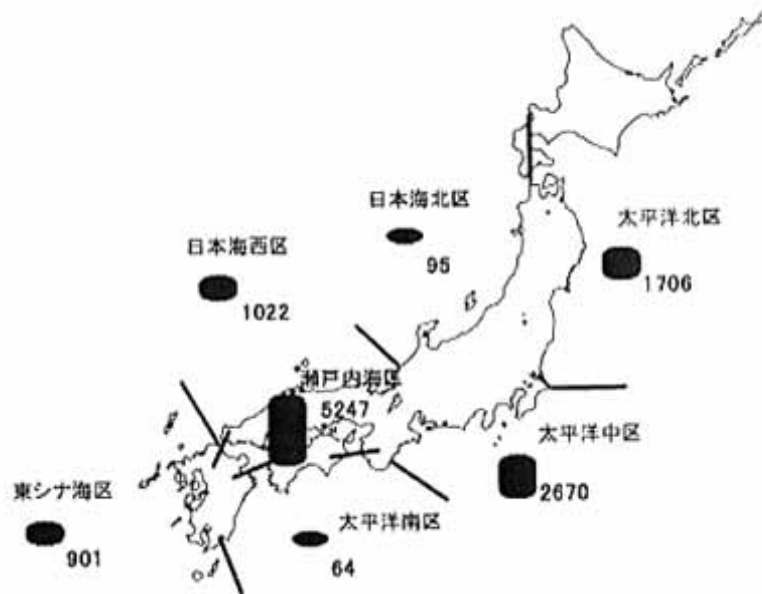 日本海北区
95
太平洋北区
1706
日本海西区
1022
瀬戸内海区
5247
太平洋中区
2670
東シナ海区
901
太平洋南区
64